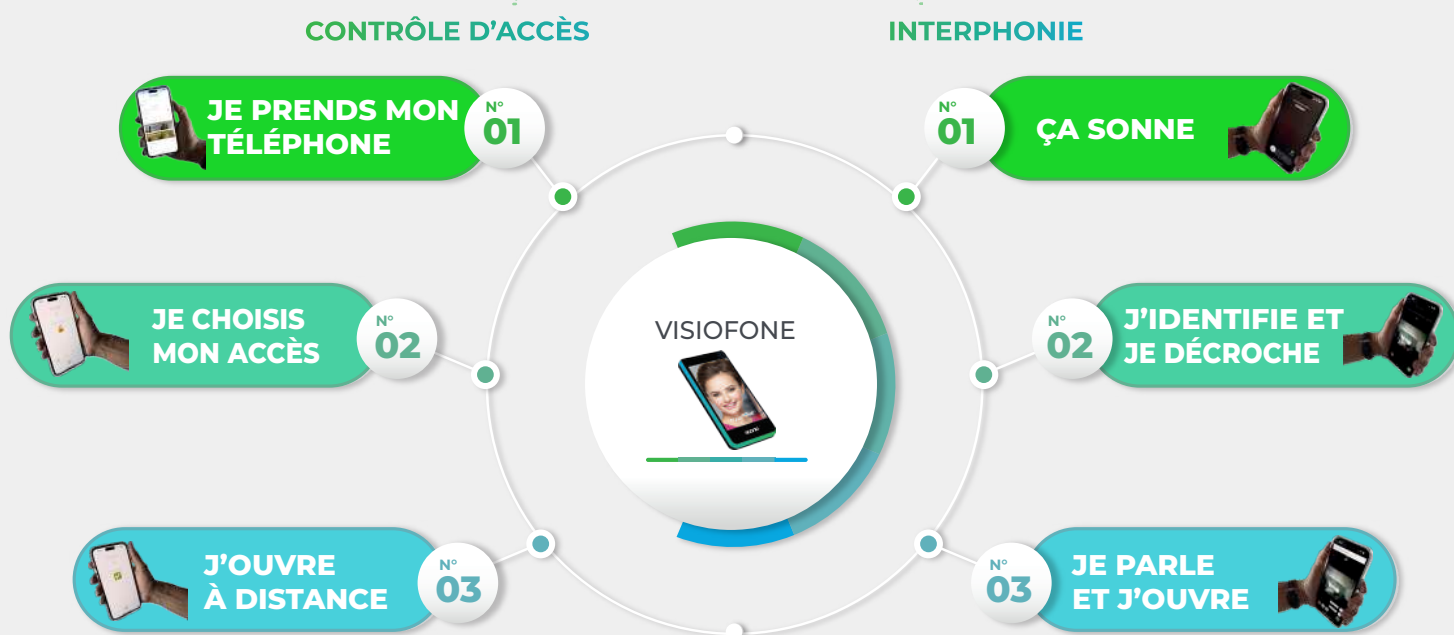 CONTRÔLE D’ACCÈS
JE PRENDS MON
TÉLÉPHONE
N°
01
JE CHOISIS
MON ACCÈS
N°
02
J’OUVRE
À DISTANCE
N°
03
VISIOFONE
INTERPHONIE
N°
01
ÇA SONNE
N°
02
J’IDENTIFIE ET
JE DÉCROCHE
N°
03
JE PARLE
ET J’OUVRE